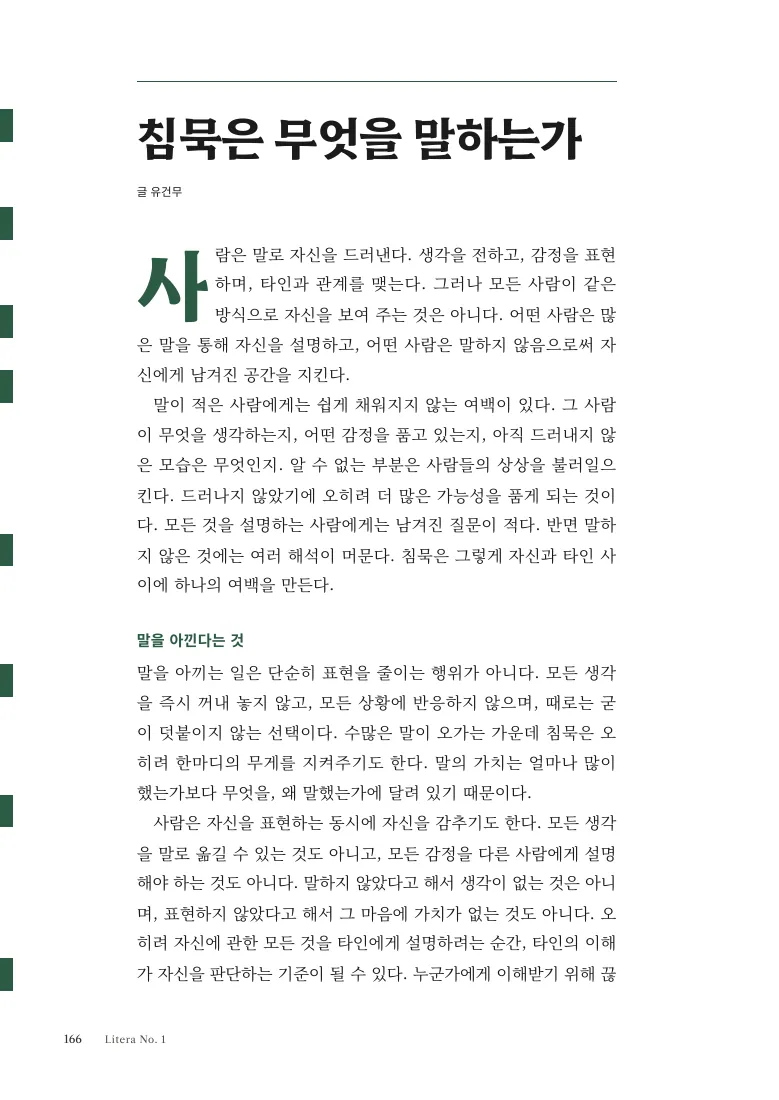 침묵은 무엇을 말하는가
글 유건무
사람은 말로 자신을 드러낸다. 생각을 전하고, 감정을 표현
하며, 타인과 관계를 맺는다. 그러나 모든 사람이 같은
방식으로 자신을 보여 주는 것은 아니다. 어떤 사람은 많
은 말을 통해 자신을 설명하고, 어떤 사람은 말하지 않음으로써 자
신에게 남겨진 공간을 지킨다.
말이 적은 사람에게는 쉽게 채워지지 않는 여백이 있다. 그 사람
이 무엇을 생각하는지, 어떤 감정을 품고 있는지, 아직 드러내지 않
은 모습은 무엇인지. 알 수 없는 부분은 사람들의 상상을 불러일으
킨다. 드러나지 않았기에 오히려 더 많은 가능성을 품게 되는 것이
다. 모든 것을 설명하는 사람에게는 남겨진 질문이 적다. 반면 말하
지 않은 것에는 여러 해석이 머문다. 침묵은 그렇게 자신과 타인 사
이에 하나의 여백을 만든다.
말을 아낀다는 것
말을 아끼는 일은 단순히 표현을 줄이는 행위가 아니다. 모든 생각
을 즉시 꺼내 놓지 않고, 모든 상황에 반응하지 않으며, 때로는 굳
이 덧붙이지 않는 선택이다. 수많은 말이 오가는 가운데 침묵은 오
히려 한마디의 무게를 지켜주기도 한다. 말의 가치는 얼마나 많이
했는가보다 무엇을, 왜 말했는가에 달려 있기 때문이다.
사람은 자신을 표현하는 동시에 자신을 감추기도 한다. 모든 생각
을 말로 옮길 수 있는 것도 아니고, 모든 감정을 다른 사람에게 설명
해야 하는 것도 아니다. 말하지 않았다고 해서 생각이 없는 것은 아니
며, 표현하지 않았다고 해서 그 마음에 가치가 없는 것도 아니다. 오
히려 자신에 관한 모든 것을 타인에게 설명하려는 순간, 타인의 이해
가 자신을 판단하는 기준이 될 수 있다. 누군가에게 이해받기 위해 끊
166 Litera No. 1